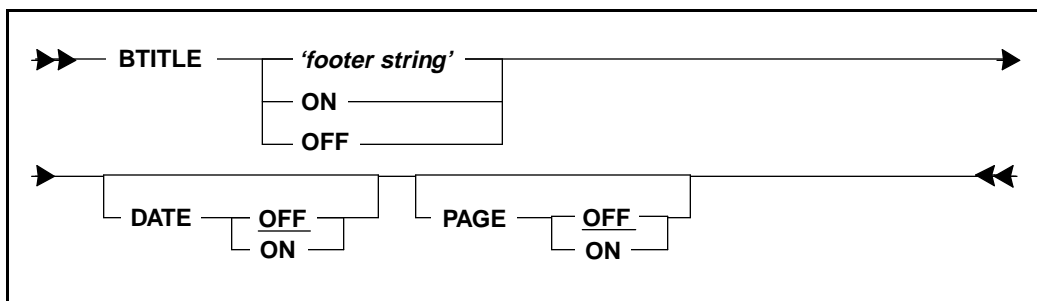 BTITLE ‘footer string’
ON
OFF
DATE OFF PAGE OFF
ON ON